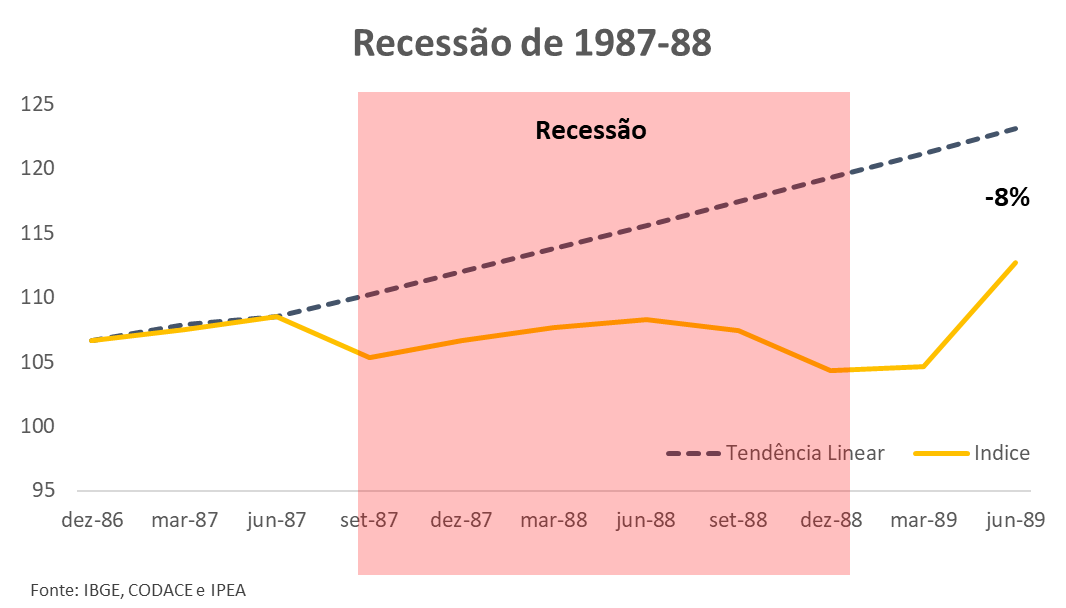 Recessão de 1987-88
125
120
115
110
105
100
95
Recessão
-8%
Tendência Linear Indice
dez-86 mar-87 jun-87 set-87 dez-87 mar-88 jun-88 set-88 dez-88 mar-89 jun-89
Fonte: IBGE, CODACE e IPEA